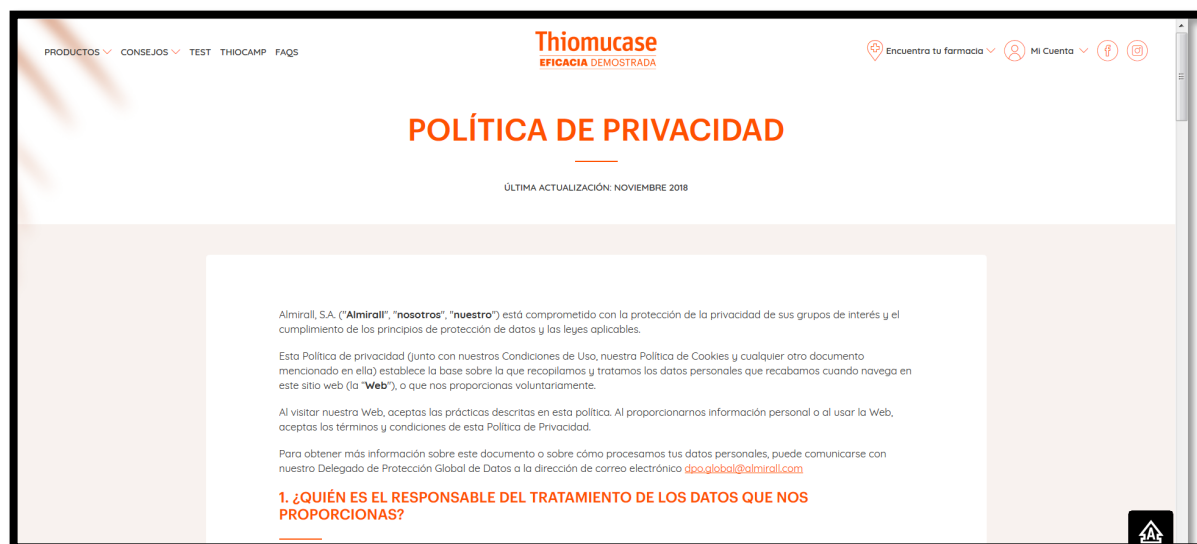 PRODUCTOS CONSEJOS TEST THIOCAMP FAQS
Thiomucase
EFICACIA DEMOSTRADA
Encuentra tu farmacia Mi Cuenta
POLÍTICA DE PRIVACIDAD
ÚLTIMA ACTUALIZACIÓN: NOVIEMBRE 2018
Almirall, S.A. ("Almirall", "nosotros", "nuestro") está comprometido con la protección de la privacidad de sus grupos de interés y el
cumplimiento de los principios de protección de datos y las leyes aplicables.
Esta Política de privacidad (junto con nuestros Condiciones de Uso, nuestra Política de Cookies y cualquier otro documento
mencionado en ella) establece la base sobre la que recopilamos y tratamos los datos personales que recabamos cuando navega en
este sitio web (la "Web"), o que nos proporcionas voluntariamente.
Al visitar nuestra Web, aceptas las prácticas descritas en esta política. Al proporcionarnos información personal o al usar la Web,
aceptas los términos y condiciones de esta Política de Privacidad.
Para obtener más información sobre este documento o sobre cómo procesamos tus datos personales, puede comunicarse con
nuestro Delegado de Protección Global de Datos a la dirección de correo electrónico dpo.global@almirall.com
1. ¿QUIÉN ES EL RESPONSABLE DEL TRATAMIENTO DE LOS DATOS QUE NOS
PROPORCIONAS?